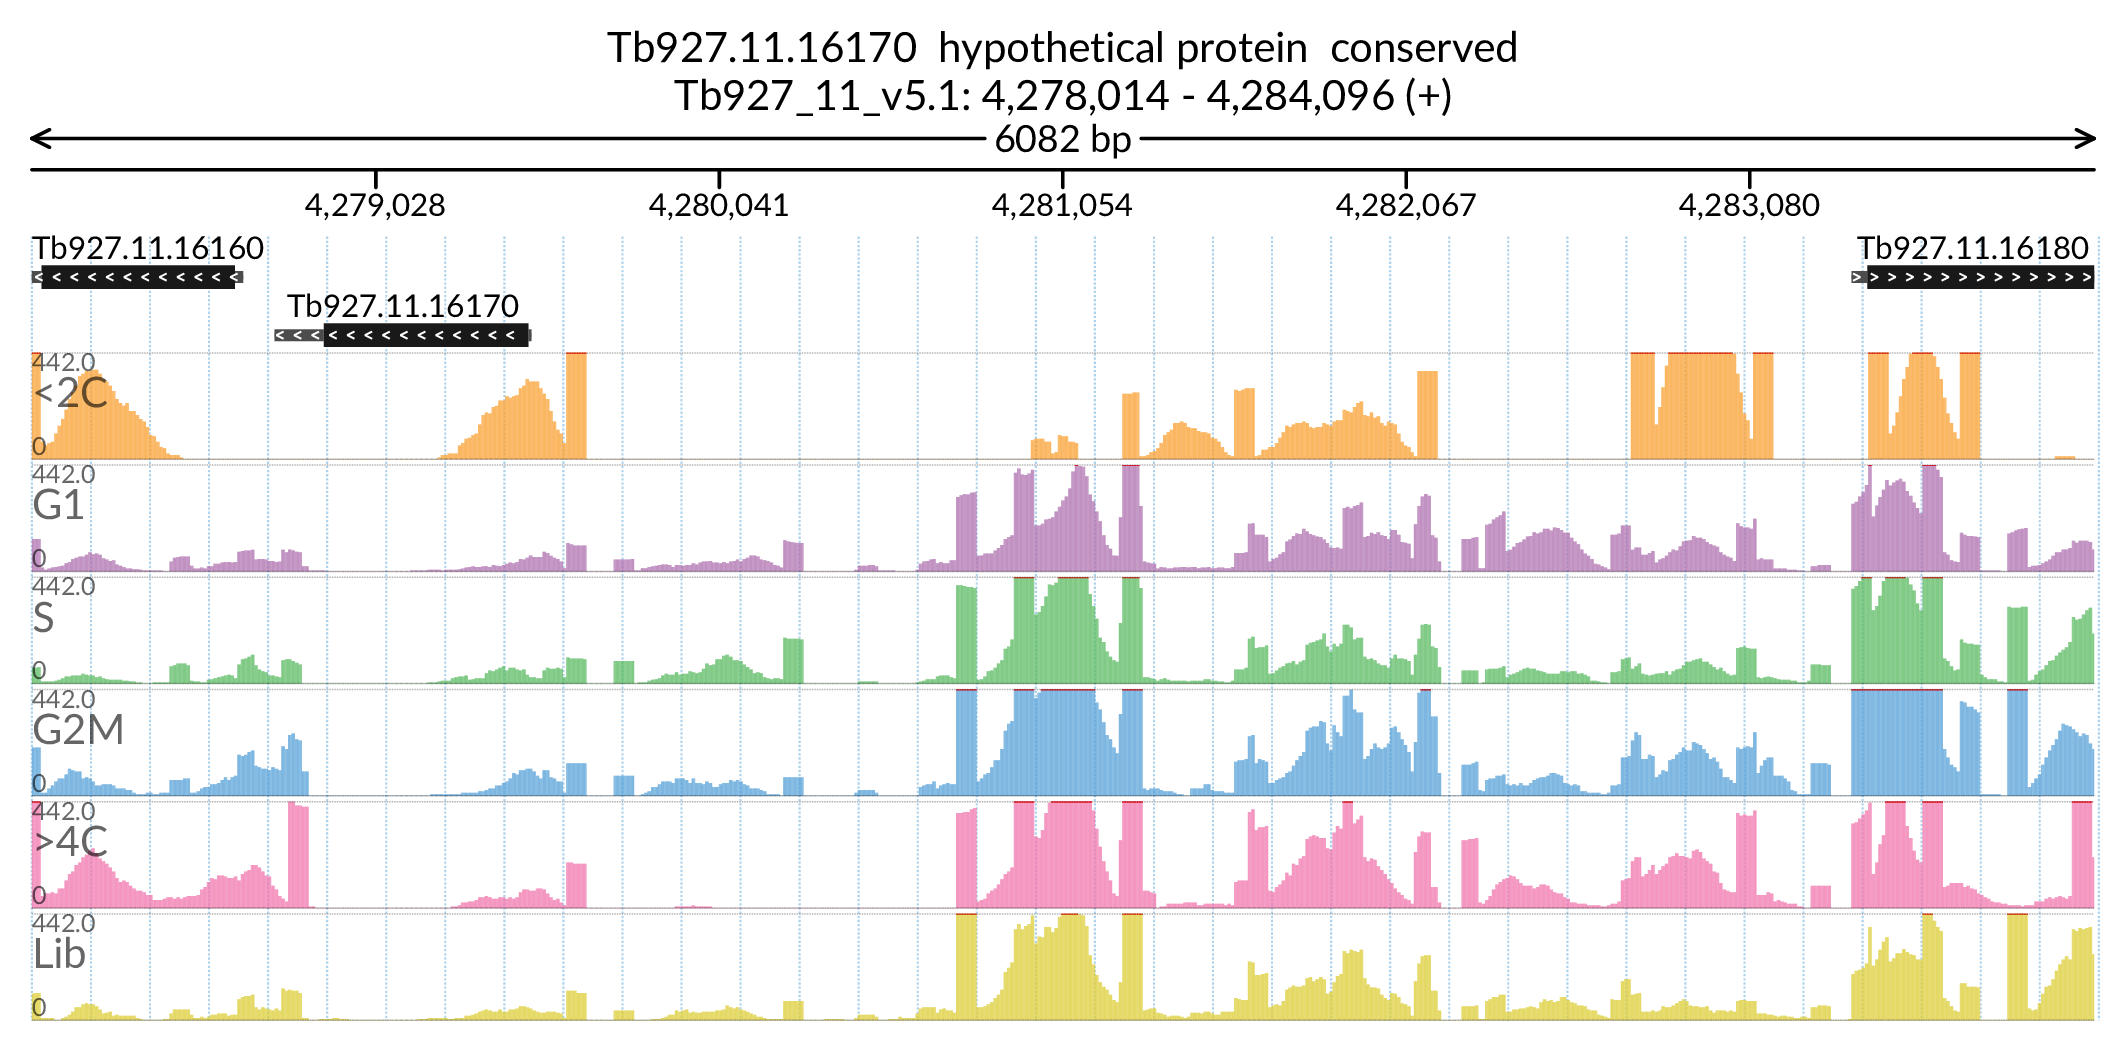 Tb927.11.16170 hypothetical protein conserved
Tb927_11_v5.1: 4,278,014 - 4,284,096 (+)
6082 bp
4,279,028 4,280,041 4,281,054 4,282,067 4,283,080
Tb927.11.16160 Tb927.11.16180
Tb927.11.16170
442.0
<2C
0
442.0
G1
0
442.0
S
0
442.0
G2M
0
442.0
>4C
0
442.0
Lib
0